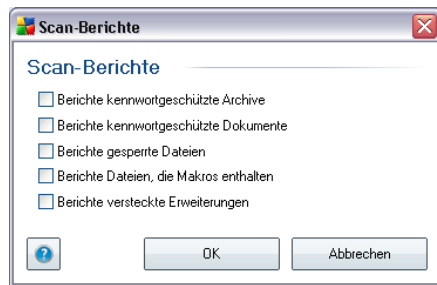 Scan-Berichte
Scan-Berichte
Berichte kennwortgeschützte Archive
Berichte kennwortgeschützte Dokumente
Berichte gesperrte Dateien
Berichte Dateien, die Makros enthalten
Berichte versteckte Erweiterungen
? OK Abbrechen